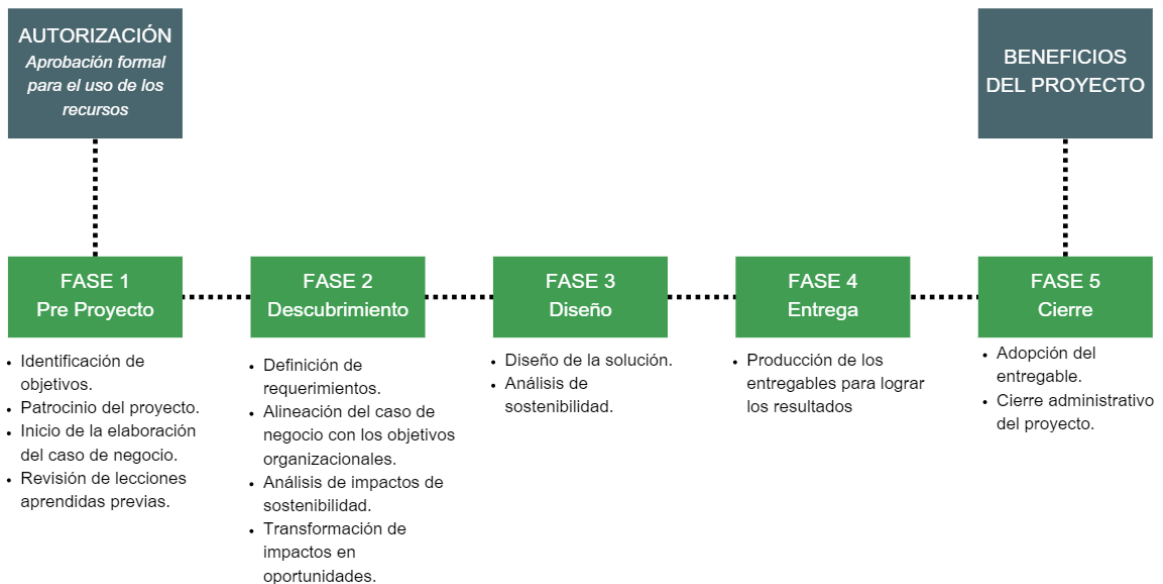 AUTORIZACIÓN
Aprobación formal
para el uso de los
recursos
BENEFICIOS
DEL PROYECTO
FASE 1
Pre Proyecto
• Identificación de
objetivos.
• Patrocinio del proyecto.
• Inicio de la elaboración
del caso de negocio.
• Revisión de lecciones
aprendidas previas.
FASE 2
Descubrimiento
• Definición de
requerimientos.
• Alineación del caso de
negocio con los objetivos
organizacionales.
• Análisis de impactos de
sostenibilidad.
• Transformación de
impactos en
oportunidades.
FASE 3
Diseño
• Diseño de la solución.
• Análisis de
sostenibilidad.
FASE 4
Entrega
• Producción de los
entregables para lograr
los resultados
FASE 5
Cierre
• Adopción del
entregable.
• Cierre administrativo
del proyecto.